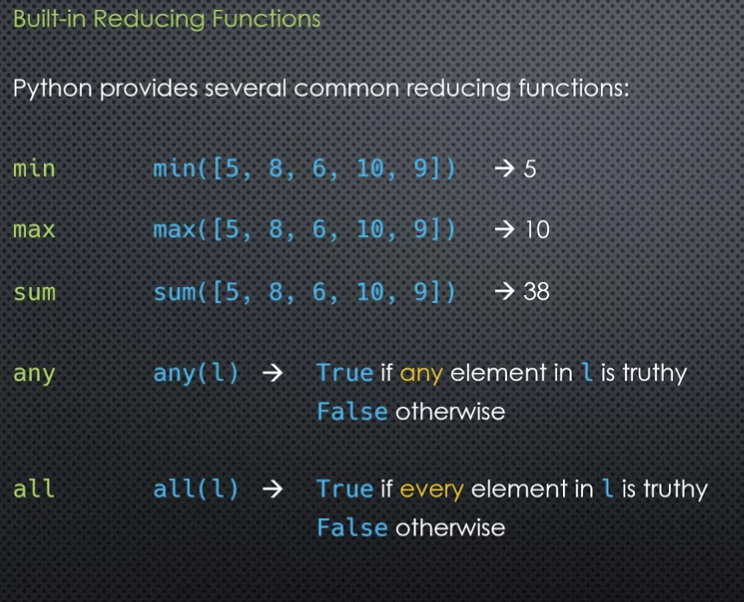 Built-in Reducing Functions
Python provides several common reducing functions:
min min([5, 8, 6, 10, 9]) → 5
max max([5, 8, 6, 10, 9]) → 10
sum sum([5, 8, 6, 10, 9]) → 38
any any(l) → True if any element in l is truthy
False otherwise
all all(l) → True if every element in l is truthy
False otherwise